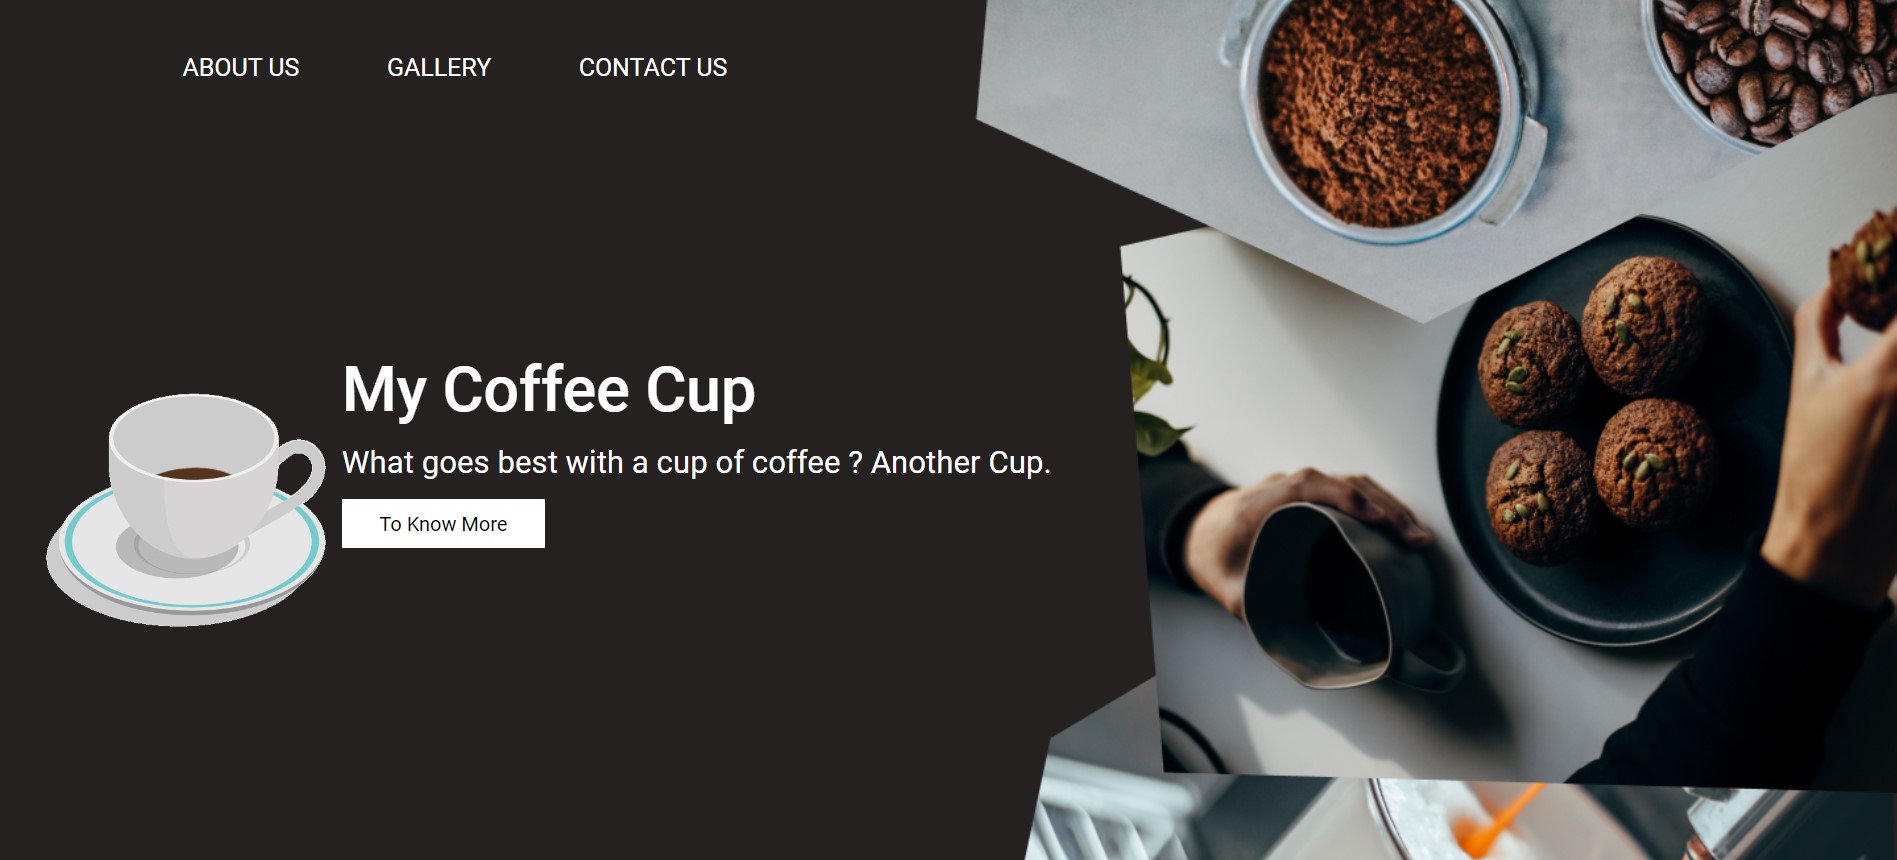 ABOUT US
GALLERY
CONTACT US
My Coffee Cup
What goes best with a cup of coffee ? Another Cup.
To Know More